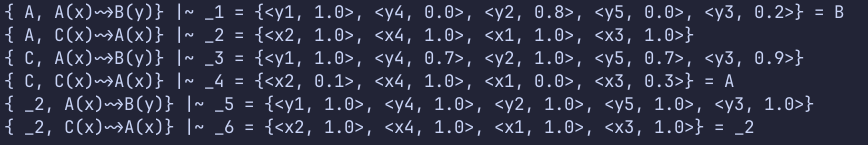 { A, A(x)⤳B(y)} |~ _1 = {<y1, 1.0>, <y4, 0.0>, <y2, 0.8>, <y5, 0.0>, <y3, 0.2>} = B
{ A, C(x)⤳A(x)} |~ _2 = {<x2, 1.0>, <x4, 1.0>, <x1, 1.0>, <x3, 1.0>}
{ C, A(x)⤳B(y)} |~ _3 = {<y1, 1.0>, <y4, 0.7>, <y2, 1.0>, <y5, 0.7>, <y3, 0.9>}
{ C, C(x)⤳A(x)} |~ _4 = {<x2, 0.1>, <x4, 1.0>, <x1, 0.0>, <x3, 0.3>} = A
{ _2, A(x)⤳B(y)} |~ _5 = {<y1, 1.0>, <y4, 1.0>, <y2, 1.0>, <y5, 1.0>, <y3, 1.0>}
{ _2, C(x)⤳A(x)} |~ _6 = {<x2, 1.0>, <x4, 1.0>, <x1, 1.0>, <x3, 1.0>} = _2